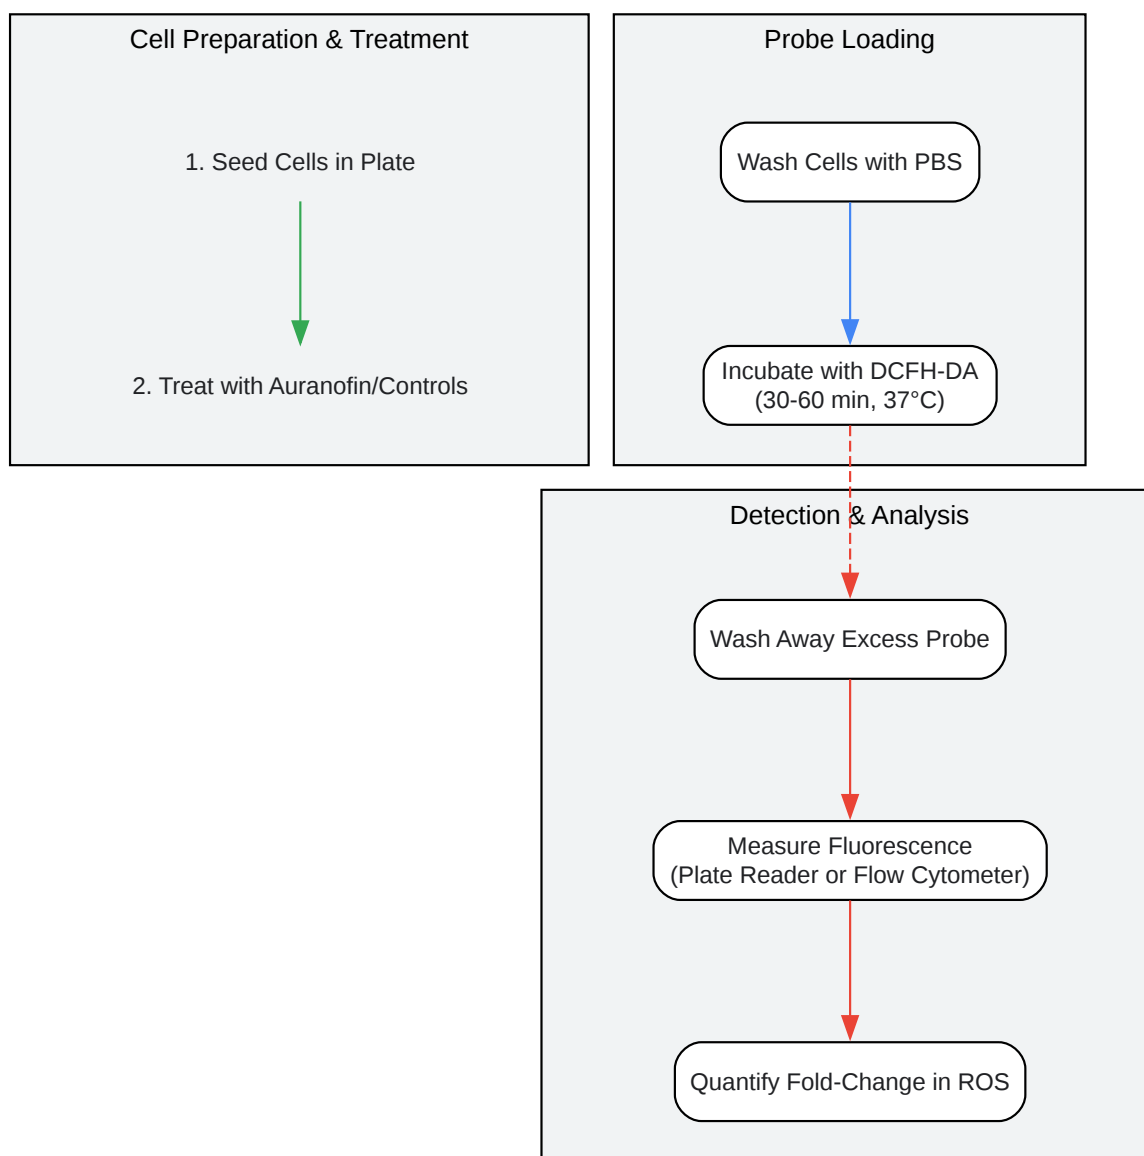 Cell Preparation & Treatment
1. Seed Cells in Plate
2. Treat with Auranofin/Controls
Probe Loading
Wash Cells with PBS
Incubate with DCFH-DA
(30-60 min, 37°C)
Detection & Analysis
Wash Away Excess Probe
Measure Fluorescence
(Plate Reader or Flow Cytometer)
Quantify Fold-Change in ROS